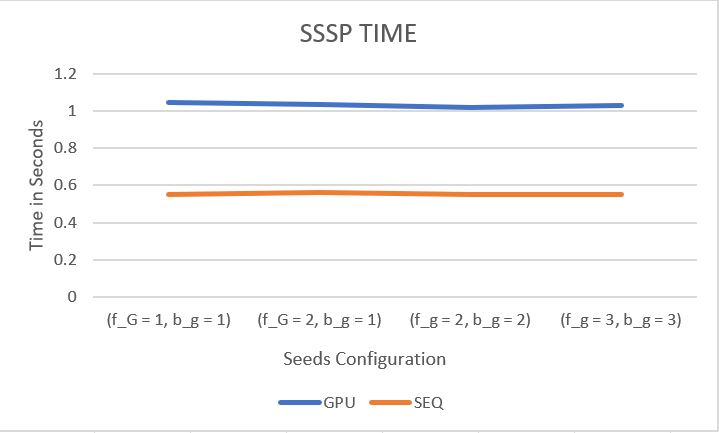 SSSP TIME
1.2
1
0.8
0.6
0.4
0.2
0
Time in Seconds
(f_G = 1, b_g = 1) (f_G = 2, b_g = 1) (f_g = 2, b_g = 2) (f_g = 3, b_g = 3)
Seeds Configuration
GPU SEQ